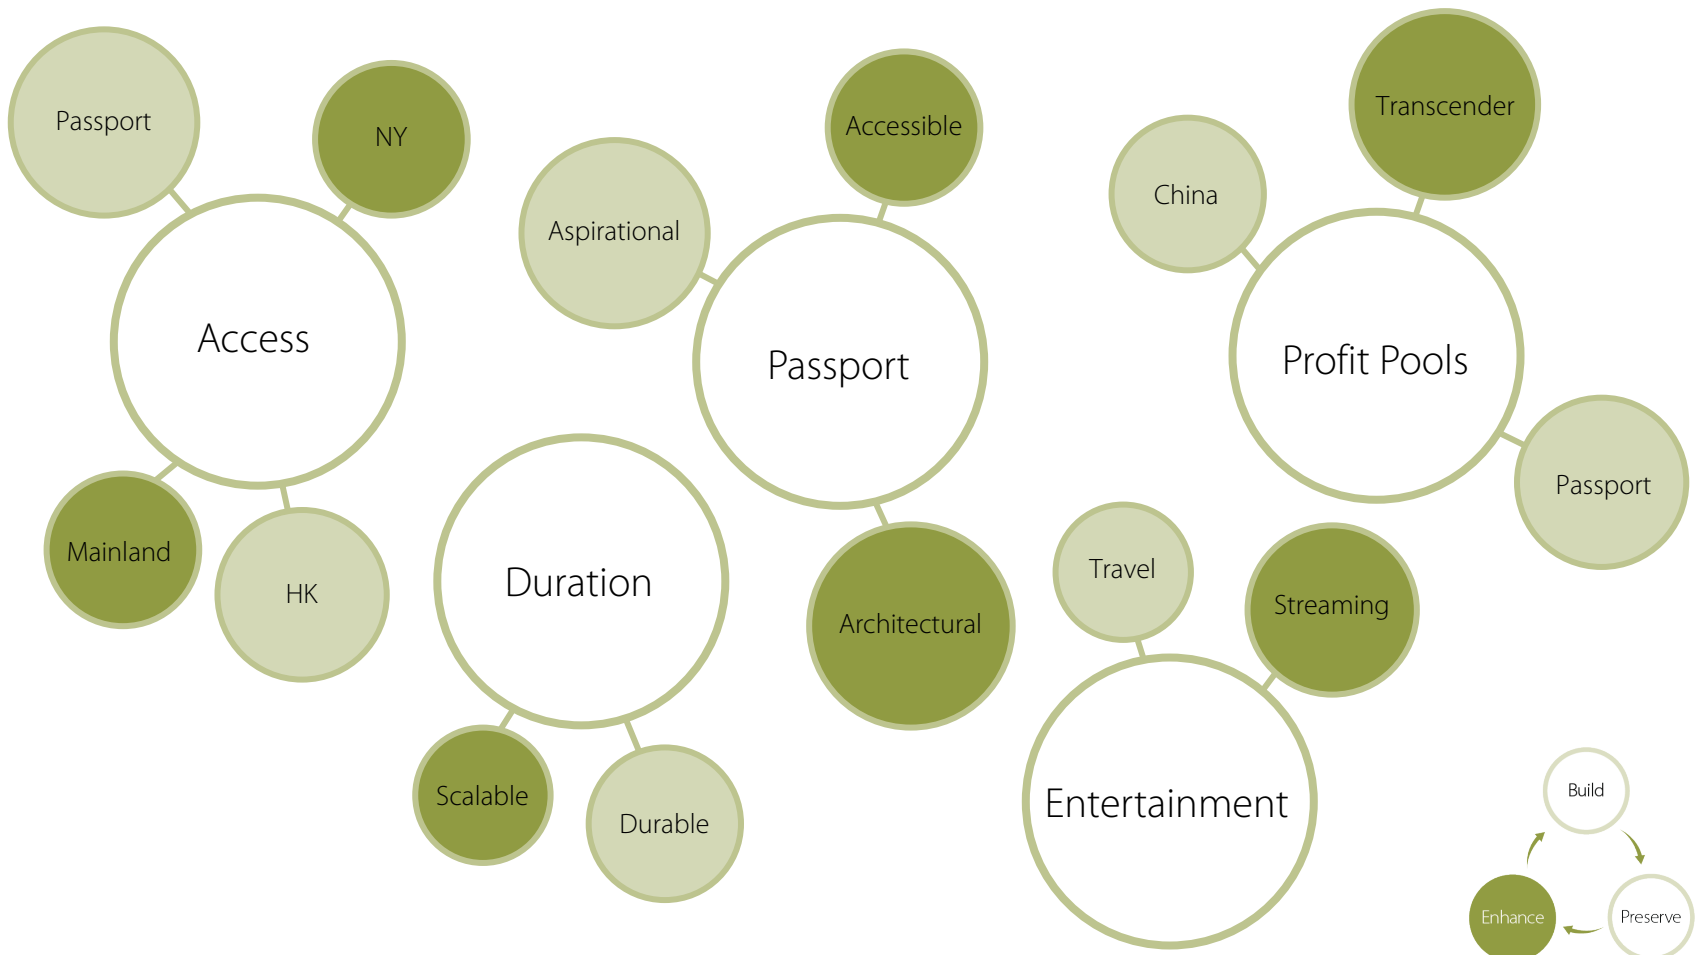 Passport
NY
Access
Mainland
HK
Aspirational
Accessible
Passport
Architectural
Duration
Scalable
Durable
Transcender
China
Profit Pools
Passport
Travel
Streaming
Entertainment
Build
Enhance
Preserve